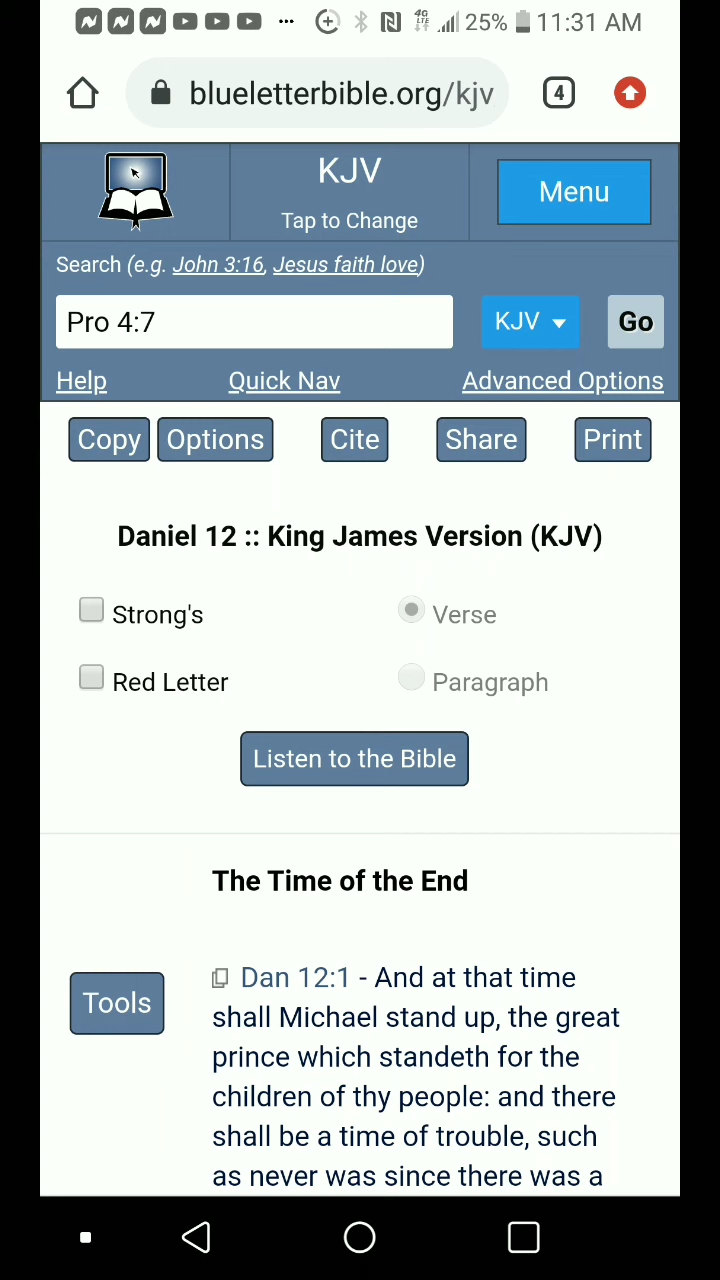 4G LTE 25% 11:31 AM
blueletterbible.org/kjv 4
KJV
Tap to Change
Menu
Search (e.g. John 3:16, Jesus faith love)
Pro 4:7 KJV Go
Help Quick Nav Advanced Options
Copy Options Cite Share Print
Daniel 12 :: King James Version (KJV)
Strong's Verse
Red Letter Paragraph
Listen to the Bible
The Time of the End
Tools
Dan 12:1 - And at that time
shall Michael stand up, the great
prince which standeth for the
children of thy people: and there
shall be a time of trouble, such
as never was since there was a